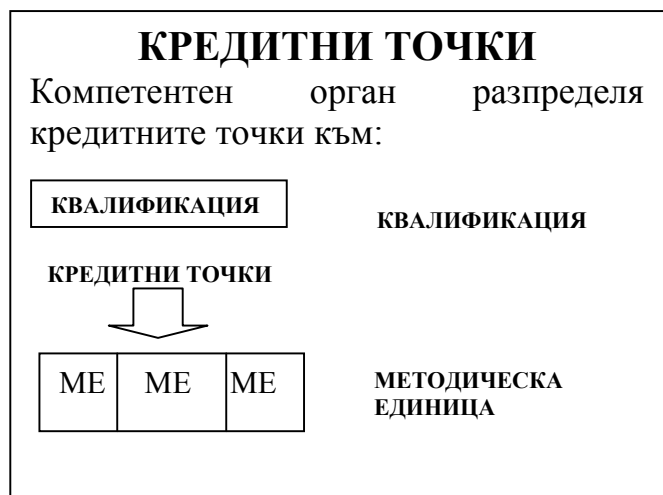 КРЕДИТНИ ТОЧКИ
Компетентен орган разпределя
кредитните точки към:
КВАЛИФИКАЦИЯ
КВАЛИФИКАЦИЯ
КРЕДИТНИ ТОЧКИ
МЕ МЕ МЕ
МЕТОДИЧЕСКА
ЕДИНИЦА